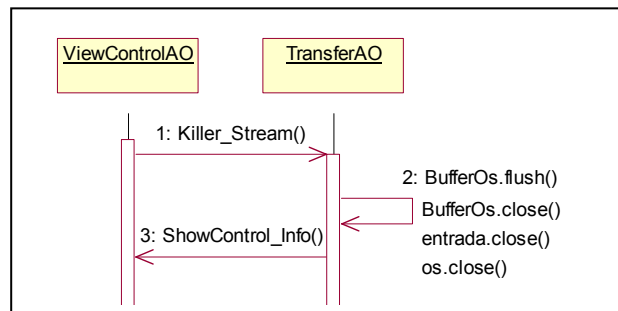 ViewControlAO
TransferAO
1: Killer_Stream()
2: BufferOs.flush()
BufferOs.close()
entrada.close()
os.close()
3: ShowControl_Info()